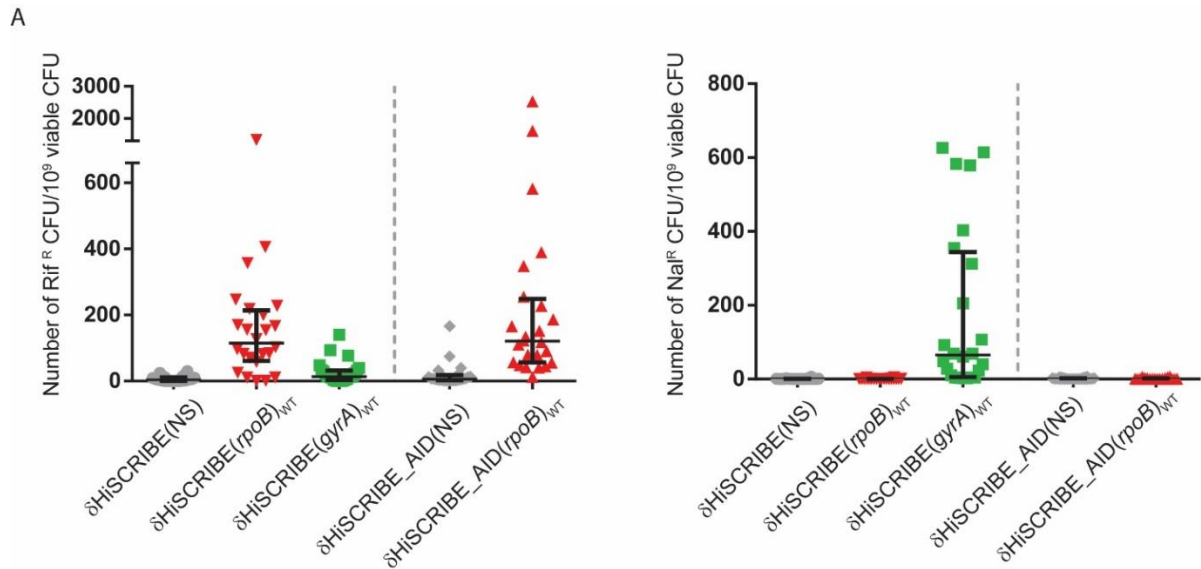 A
Number of Rif ᴿ CFU/10⁹ viable CFU
3000
2000
600
400
200
0
δHiSCRIBE(NS)
δHiSCRIBE(rpoB)WT
δHiSCRIBE(gyrA)WT
δHiSCRIBE_AID(NS)
δHiSCRIBE_AID(rpoB)WT
Number of Nalᴿ CFU/10⁹ viable CFU
800
600
400
200
0
δHiSCRIBE(NS)
δHiSCRIBE(rpoB)WT
δHiSCRIBE(gyrA)WT
δHiSCRIBE_AID(NS)
δHiSCRIBE_AID(rpoB)WT